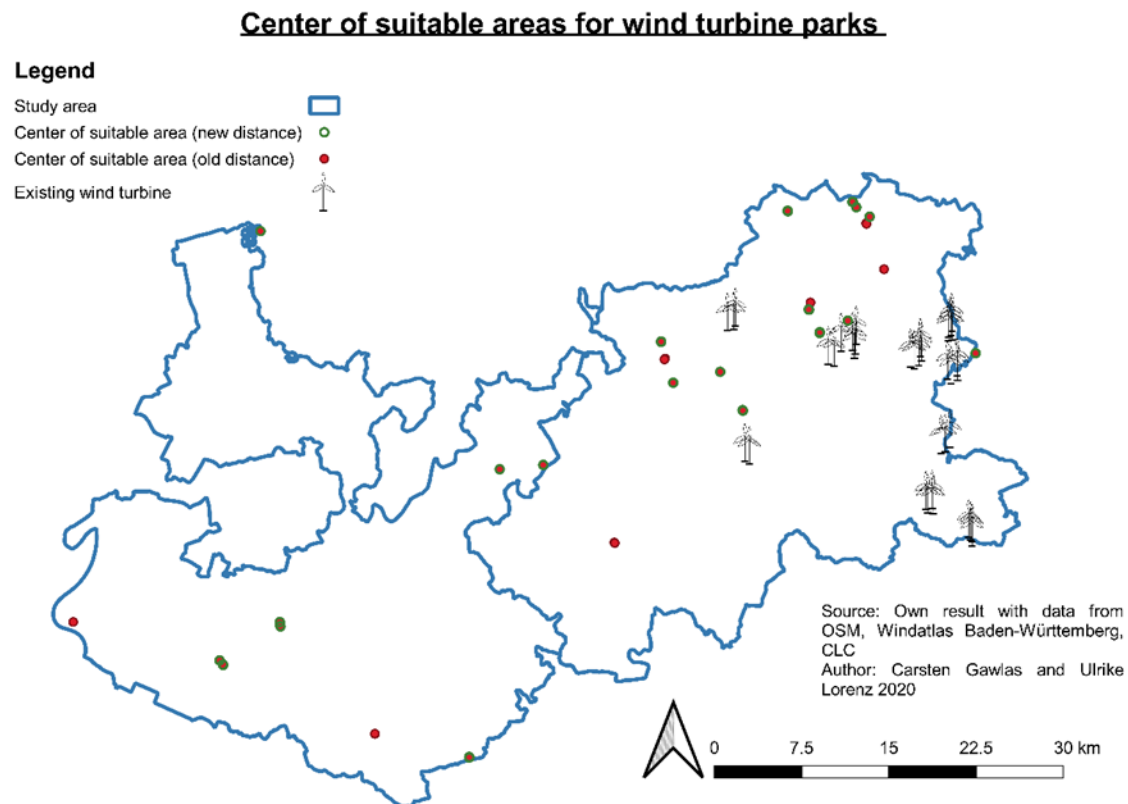 Center of suitable areas for wind turbine parks
Legend
Study area
Center of suitable area (new distance)
Center of suitable area (old distance)
Existing wind turbine
Source: Own result with data from
OSM, Windatlas Baden-Württemberg,
CLC
Author: Carsten Gawlas and Ulrike
Lorenz 2020
0 7.5 15 22.5 30 km